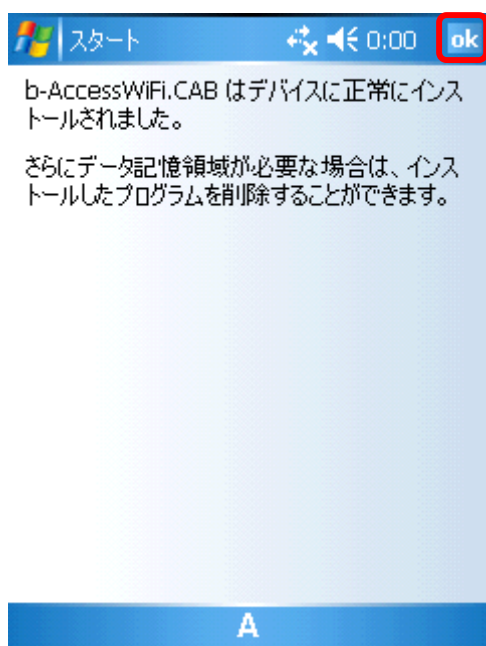 スタート 0:00 ok
b-AccessWiFi.CAB はデバイスに正常にインス
トールされました。
さらにデータ記憶領域が必要な場合は、インス
トールしたプログラムを削除することができます。
A